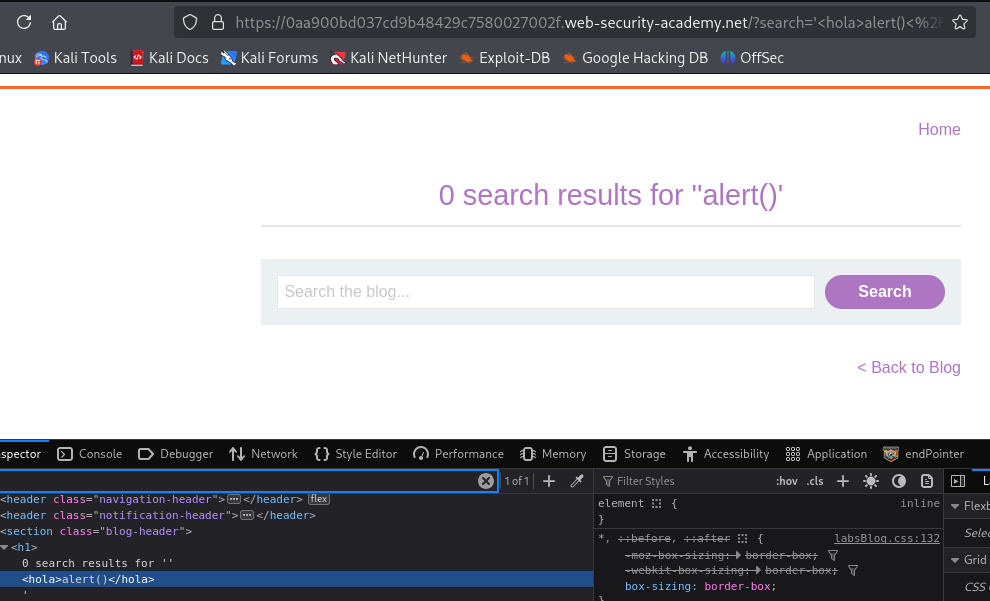 https://0aa900bd037cd9b48429c7580027002f.web-security-academy.net/?search='<hola>alert()<%2F
nux Kali Tools Kali Docs Kali Forums Kali NetHunter Exploit-DB Google Hacking DB OffSec
Home
0 search results for ''alert()'
Search the blog... Search
< Back to Blog
spector Console Debugger Network Style Editor Performance Memory Storage Accessibility Application endPointer
1 of 1 Filter Styles :hov .cls L
<header class="navigation-header"> </header> flex
<header class="notification-header"> </header>
<section class="blog-header">
<h1>
0 search results for ''
<hola>alert()</hola>
'
element { inline
}
*, ::before, ::after { labsBlog.css:132
-moz-box-sizing: border-box;
-webkit-box-sizing: border-box;
box-sizing: border-box;
}
Flexb
Selec
Grid
CSS